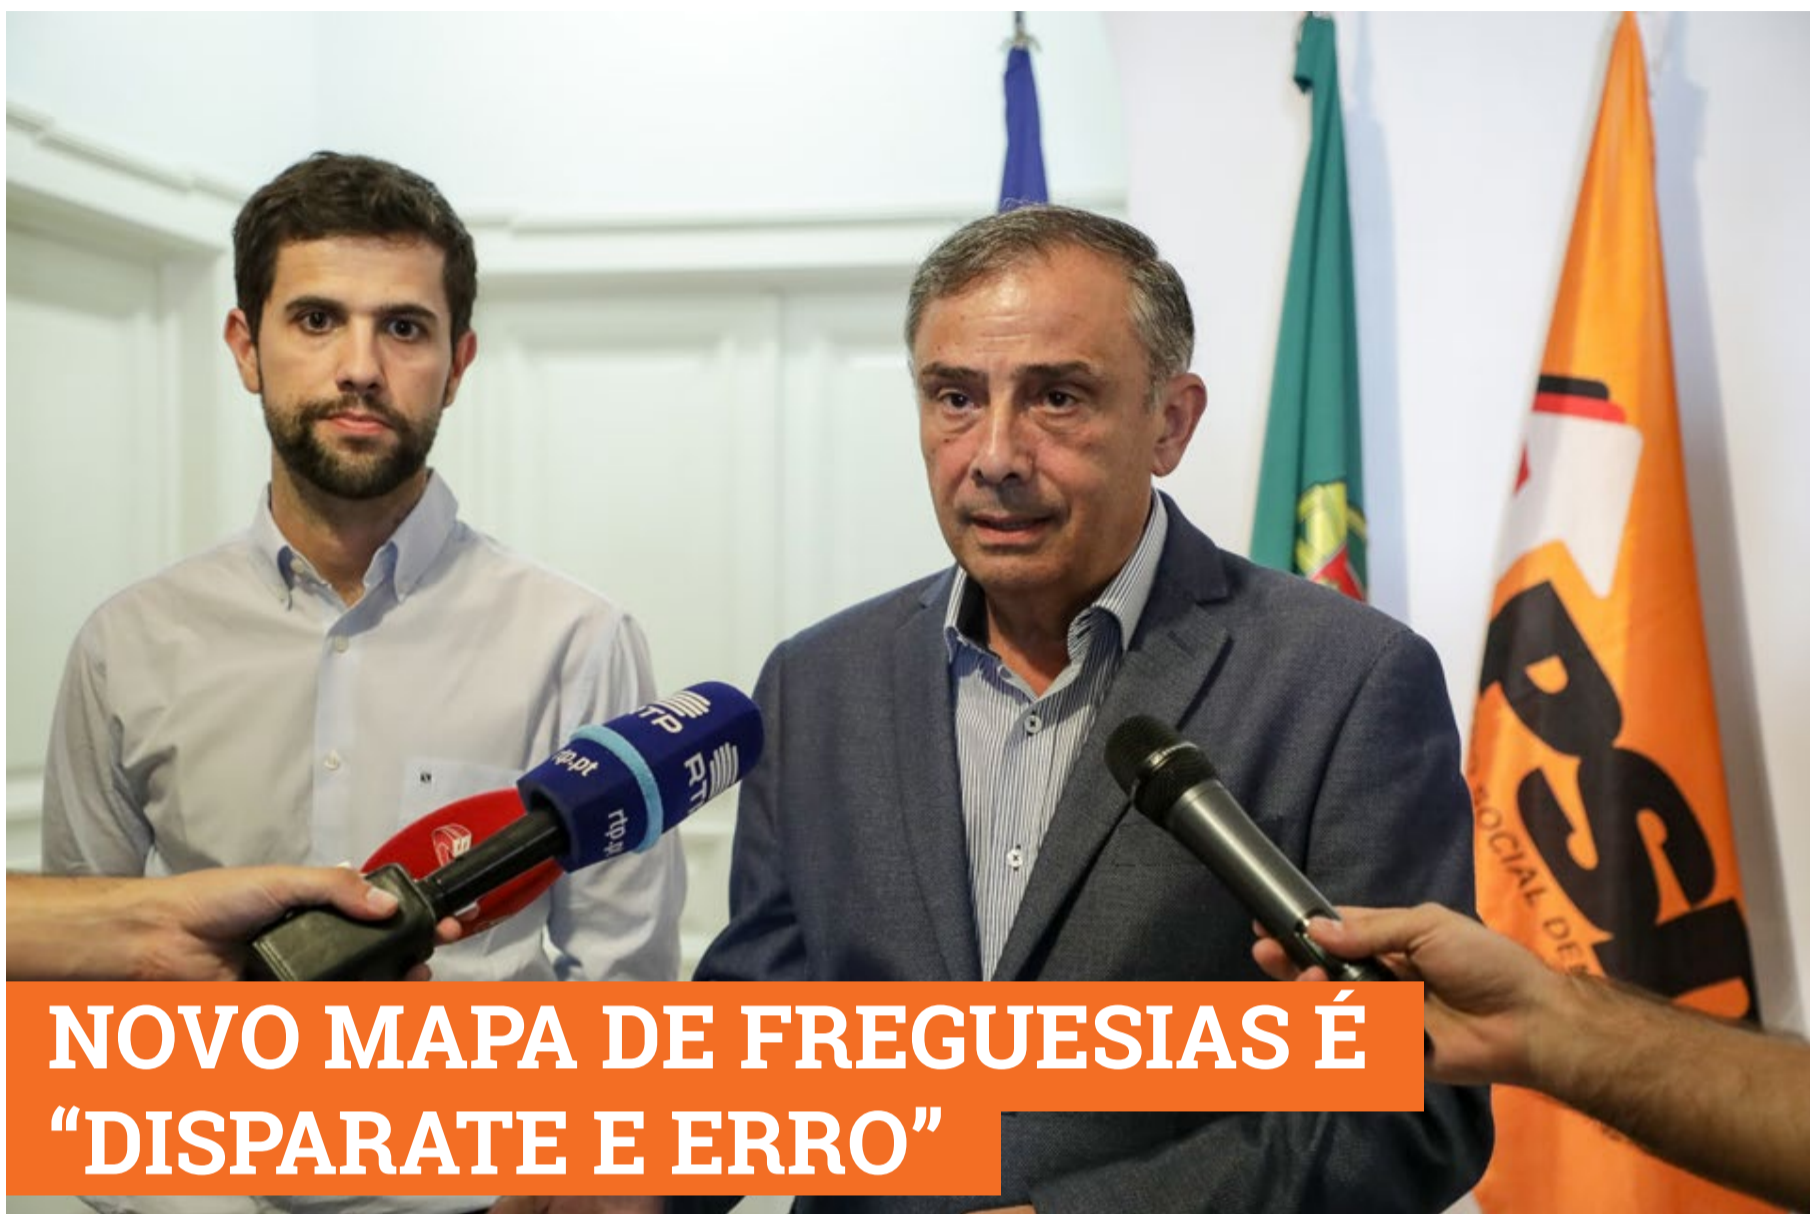 RTP
rtp.pt
RTP
rtp.pt
PSD
SOCIAL DE
NOVO MAPA DE FREGUESIAS É
“DISPARATE E ERRO”